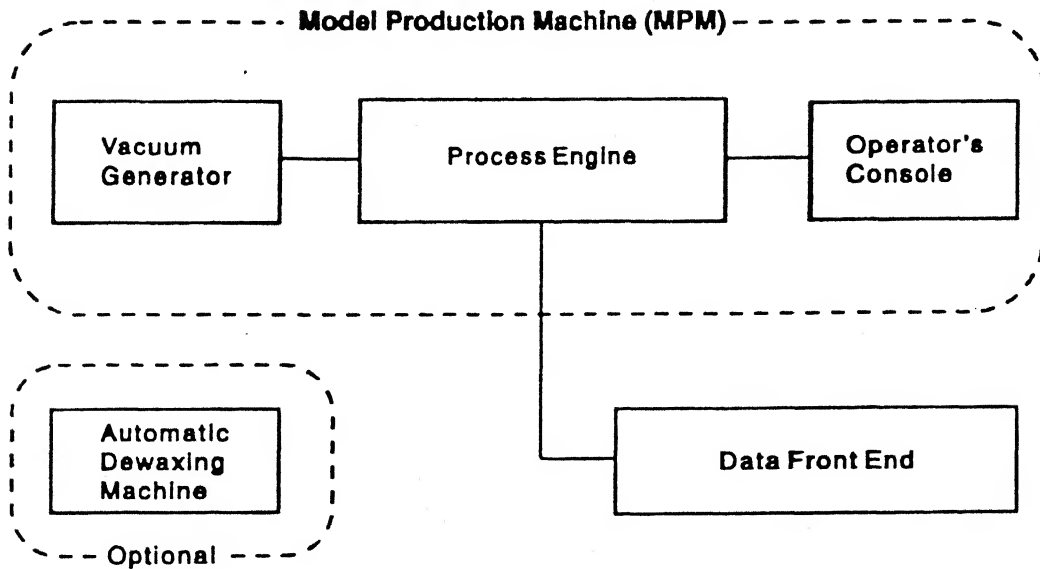 Model Production Machine (MPM)
Vacuum
Generator
Process Engine
Operator's
Console
Automatic
Dewaxing
Machine
Data Front End
Optional